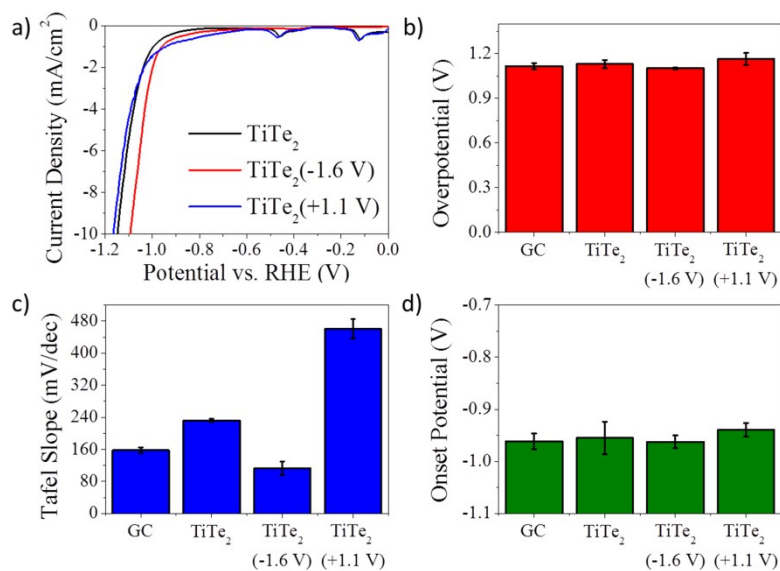 a)
Current Density (mA/cm²)
0
-2
-4
-6
-8
-10
TiTe₂
TiTe₂(-1.6 V)
TiTe₂(+1.1 V)
-1.2 -1.0 -0.8 -0.6 -0.4 -0.2 0.0
Potential vs. RHE (V)
b)
Overpotential (V)
1.2
0.9
0.6
0.3
0.0
GC TiTe₂ TiTe₂ TiTe₂
(-1.6 V) (+1.1 V)
c)
Tafel Slope (mV/dec)
480
400
320
240
160
80
0
GC TiTe₂ TiTe₂ TiTe₂
(-1.6 V) (+1.1 V)
d)
Onset Potential (V)
-0.7
-0.8
-0.9
-1.0
-1.1
GC TiTe₂ TiTe₂ TiTe₂
(-1.6 V) (+1.1 V)